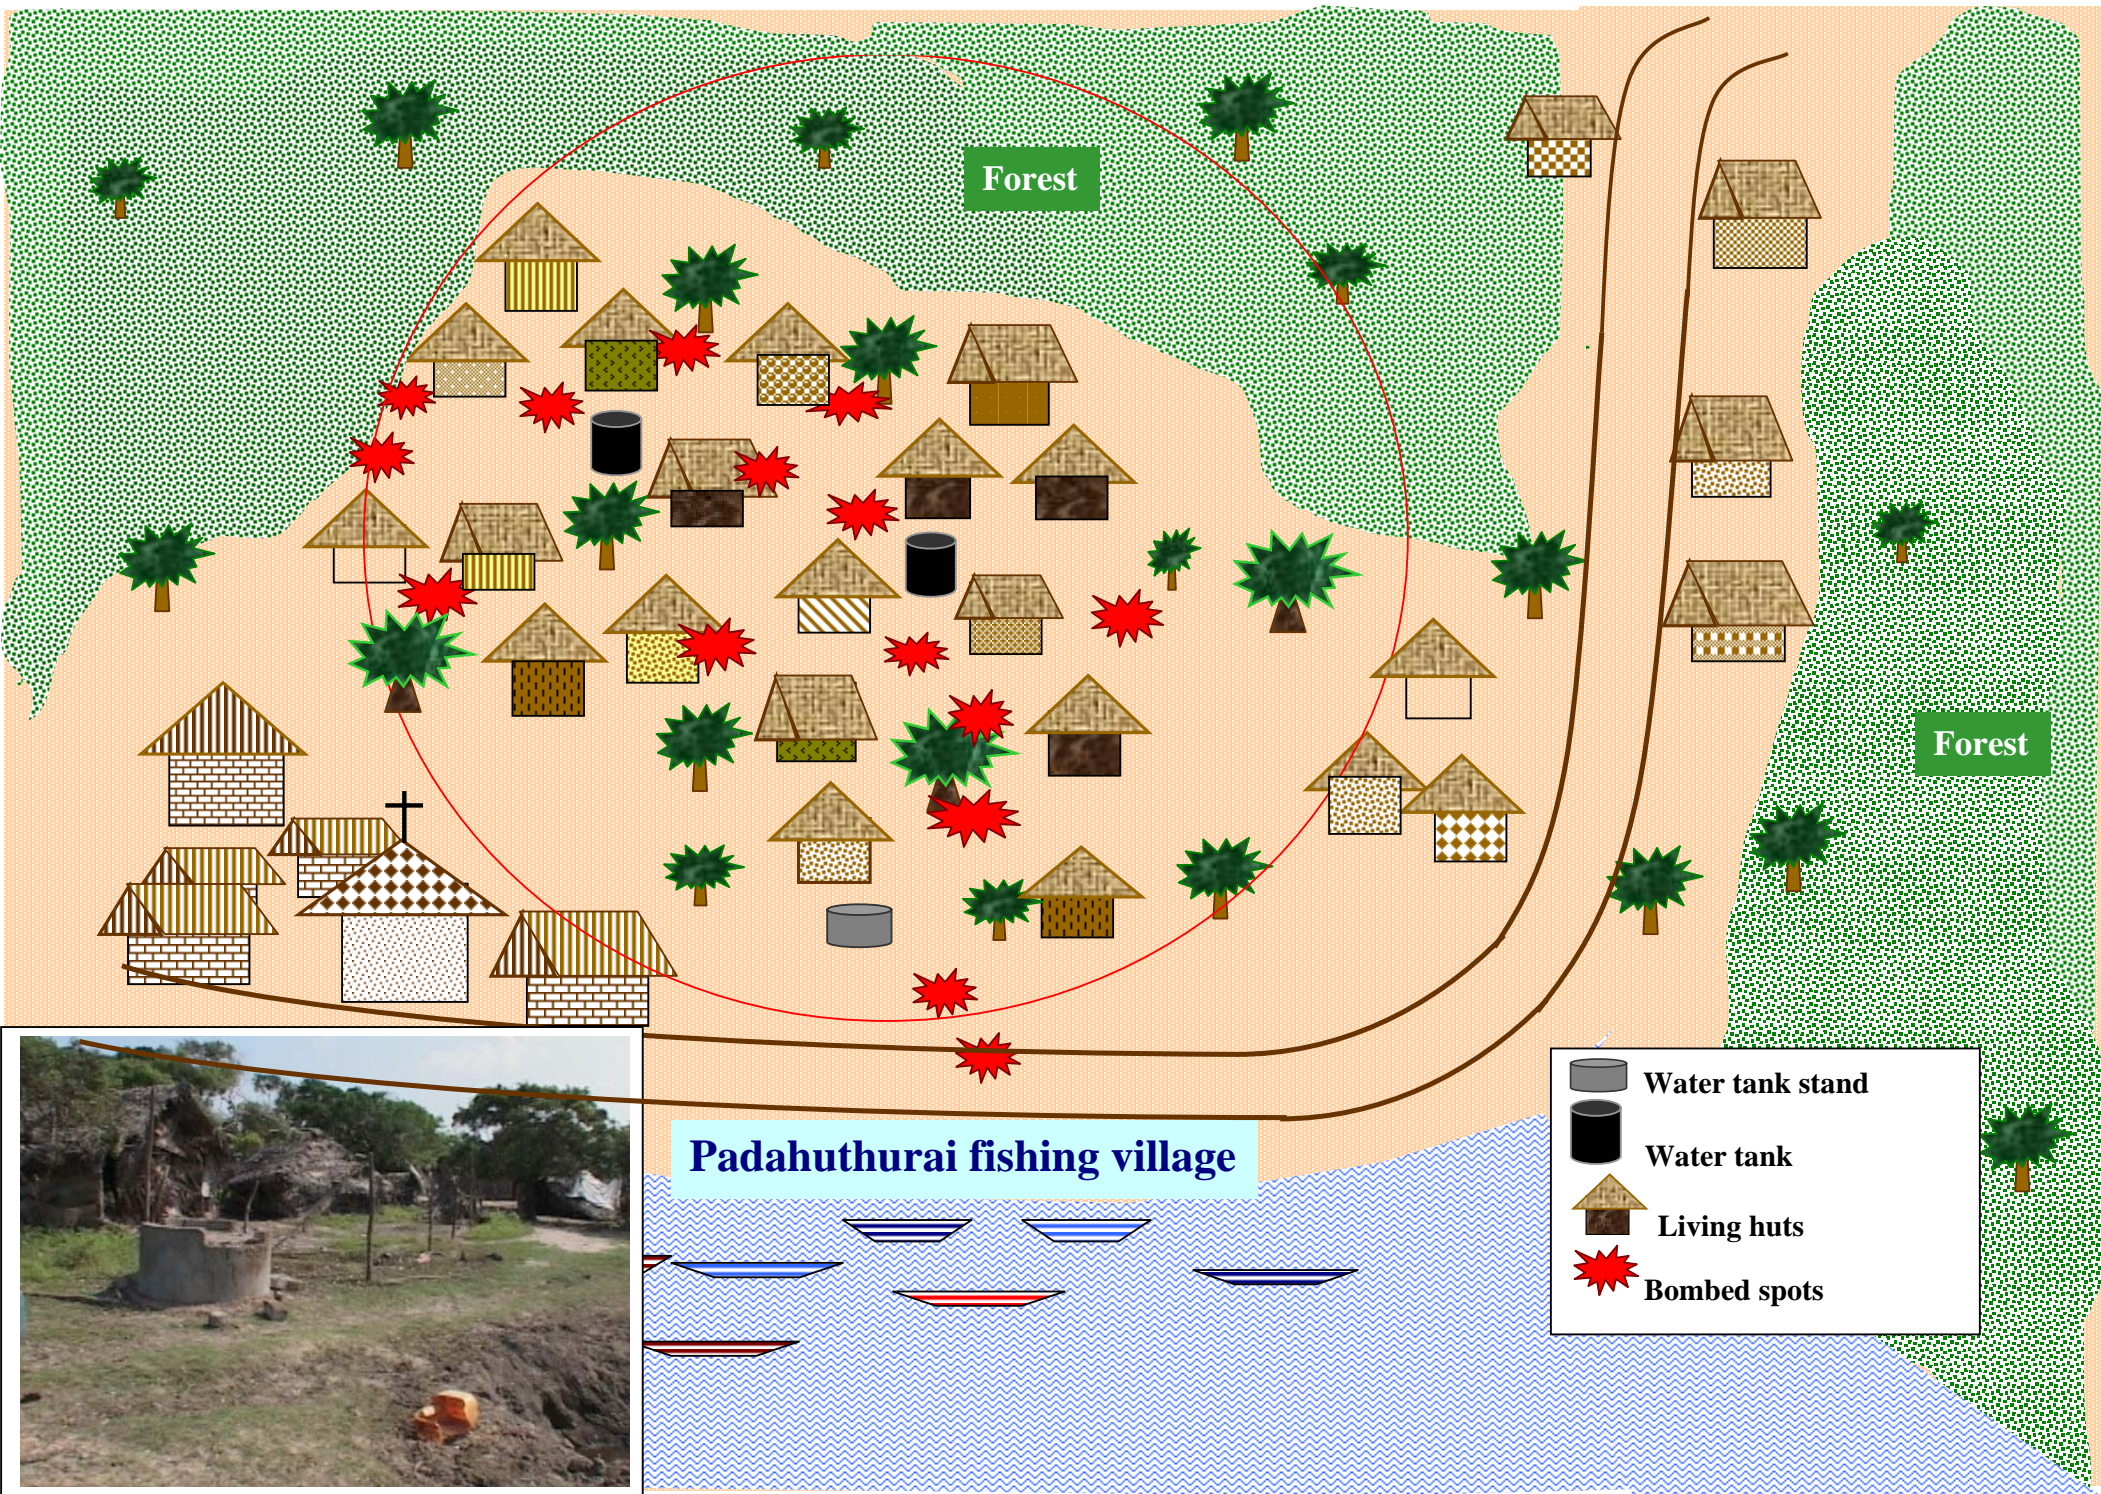 Forest
Forest
Padahuthurai fishing village
Water tank stand
Water tank
Living huts
Bombed spots